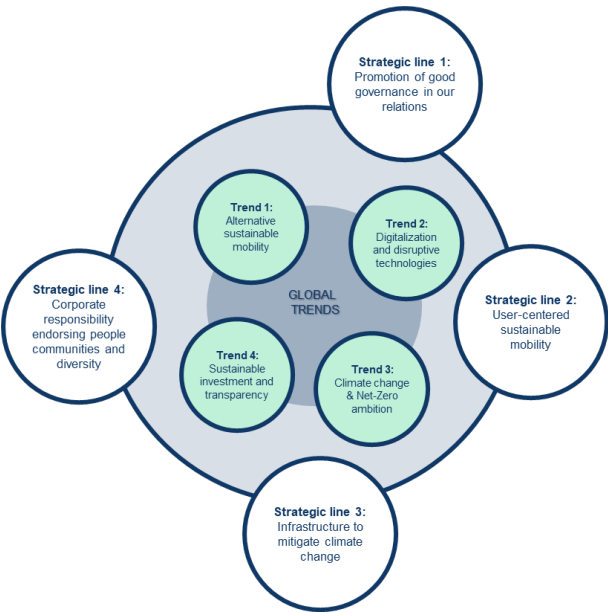 Strategic line 1:
Promotion of good
governance in our
relations
Trend 1:
Alternative
sustainable
mobility
Trend 2:
Digitalization
and disruptive
technologies
GLOBAL
TRENDS
Strategic line 4:
Corporate
responsibility
endorsing people
communities and
diversity
Strategic line 2:
User-centered
sustainable
mobility
Trend 4:
Sustainable
investment and
transparency
Trend 3:
Climate change
& Net-Zero
ambition
Strategic line 3:
Infrastructure to
mitigate climate
change